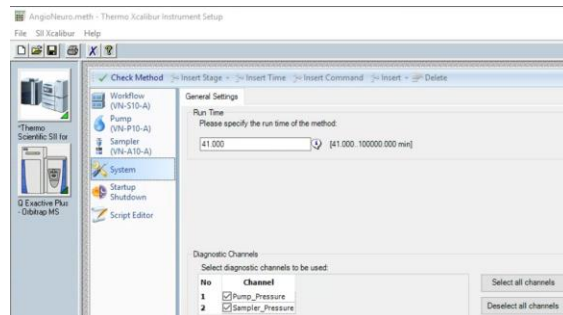 AngioNeuro.meth - Thermo Xcalibur Instrument Setup
File SII Xcalibur Help
Check Method Insert Stage Insert Time Insert Command Insert Delete
*Thermo
Scientific SII for
Q Exactive Plus
- Orbitrap MS
Workflow
(VN-S10-A)
Pump
(VN-P10-A)
Sampler
(VN-A10-A)
System
Startup
Shutdown
Script Editor
General Settings
Run Time
Please specify the run time of the method:
41.000 [41.000..100000.000 min]
Diagnostic Channels
Select diagnostic channels to be used:
No Channel
1 Pump_Pressure
2 Sampler_Pressure
Select all channels
Deselect all channels